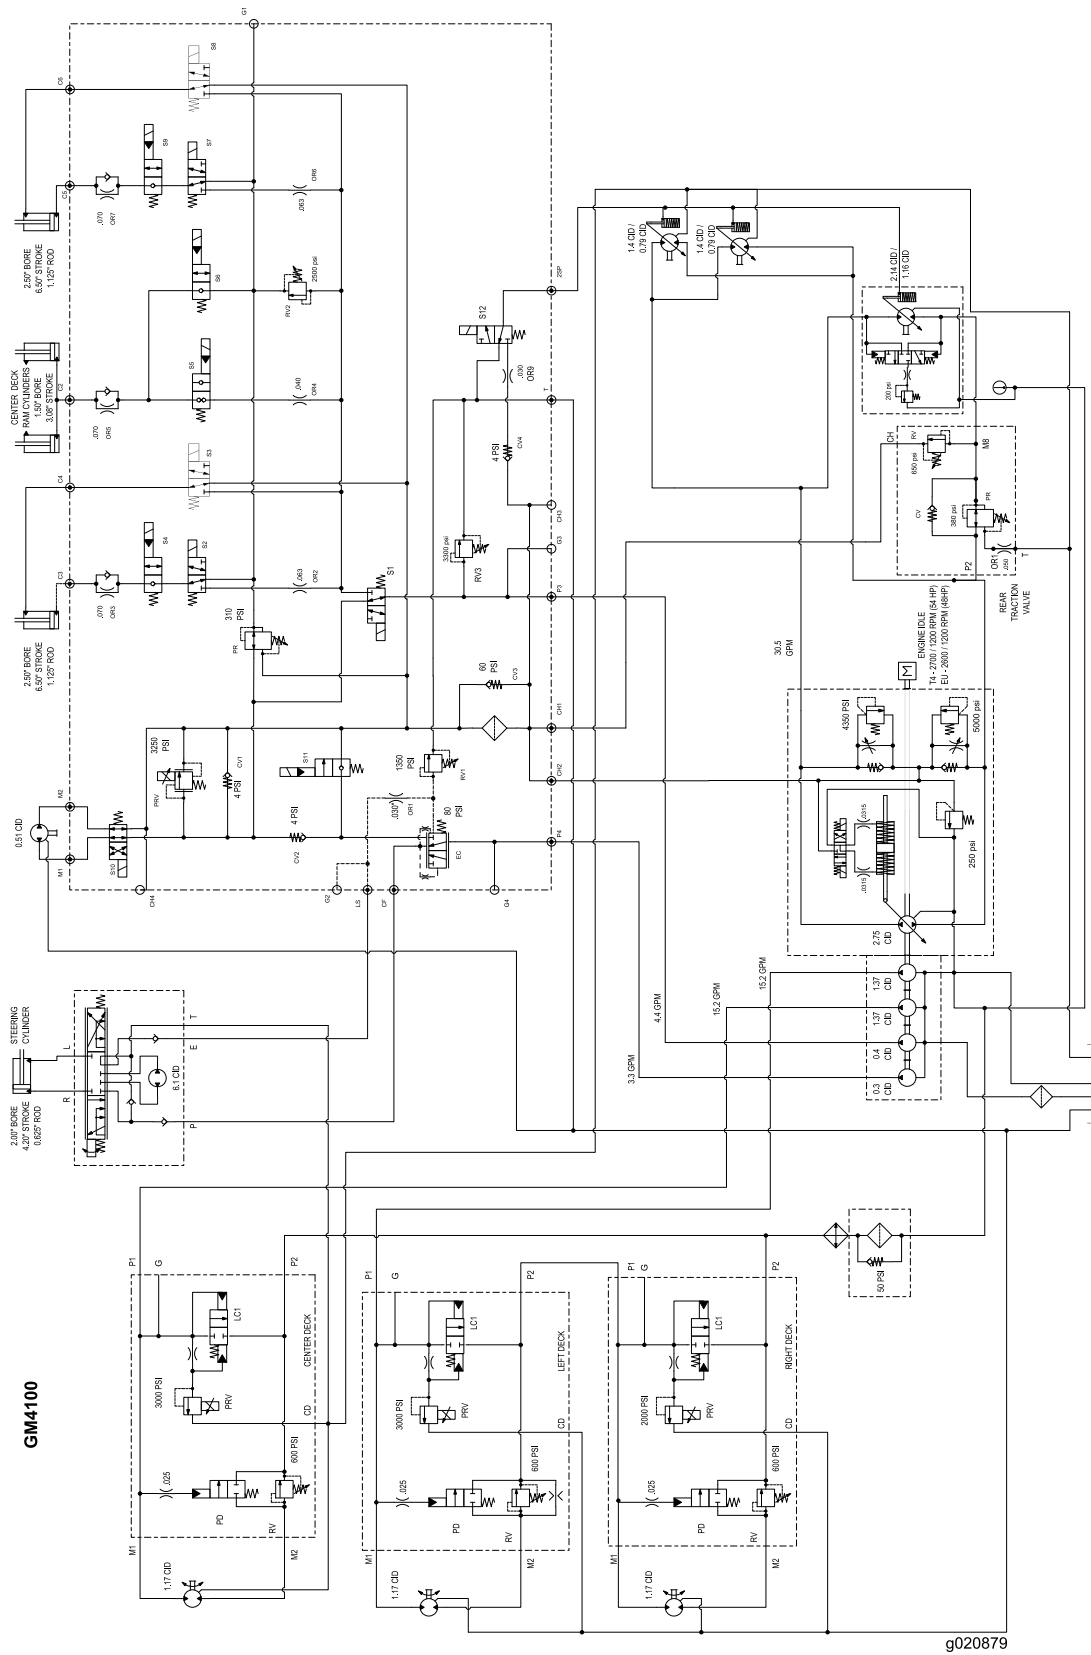 GM4100
G1
C6
S8
2.50" BORE
6.50" STROKE
1.125" ROD
C5
.070
OR7
S9
S7
.063
OR6
S6
RV2
2500 psi
CENTER DECK
RAM CYLINDERS
1.50" BORE
3.06" STROKE
C2
.070
OR5
S5
.040
OR4
C4
S3
2.50" BORE
6.50" STROKE
1.125" ROD
C3
.070
OR3
S4
S2
.063
OR2
310
PSI
PR
S1
2SP
S12
.030
OR9
T
4 PSI
CV4
CH3
G3
3300 psi
RV3
P3
60
PSI
CV3
CH1
CH2
P4
3250
PSI
PRV
CV1
4 PSI
S11
4 PSI
CV2
1350
PSI
RV1
.030"
OR1
80
PSI
EC
0.51 CID
M2
M1
S10
CH4
G2
LS
CF
G4
1.4 CID /
0.79 CID
1.4 CID /
0.79 CID
2.14 CID /
1.16 CID
200 psi
CH
RV
650 psi
M8
CV
380 psi
PR
P2
OR1
.050
T
REAR
TRACTION
VALVE
30.5
GPM
ENGINE IDLE
T4 - 2700 / 1200 RPM (54 HP)
EU - 2600 / 1200 RPM (48HP)
M
4350 PSI
5000 psi
.0315
.0315
250 psi
2.75
CID
1.37
CID
1.37
CID
0.4
CID
0.3
CID
15.2 GPM
15.2 GPM
4.4 GPM
3.3 GPM
STEERING
CYLINDER
2.00" BORE
4.20" STROKE
0.625" ROD
L
R
T
E
P
6.1 CID
50 PSI
P1
G
P2
LC1
CENTER DECK
3000 PSI
PRV
CD
600 PSI
.025
PD
RV
M1
M2
1.17 CID
P1
G
P2
LC1
LEFT DECK
3000 PSI
PRV
CD
600 PSI
.025
PD
RV
M1
M2
1.17 CID
P1
G
P2
LC1
RIGHT DECK
2000 PSI
PRV
CD
600 PSI
.025
PD
RV
M1
M2
1.17 CID
g020879